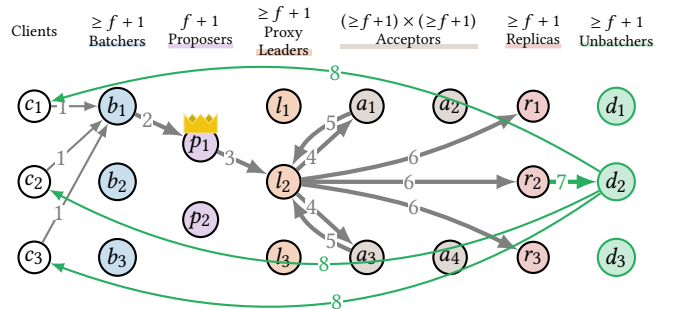 Clients
≥ f + 1
Batchers
f + 1
Proposers
≥ f + 1
Proxy
Leaders
(≥f+1) × (≥f+1)
Acceptors
≥ f + 1
Replicas
≥ f + 1
Unbatchers
8
c₁ 1 b₁ l₁ a₁ a₂ r₁ d₁
2 5
p₁
1 3 4 6
c₂ b₂ l₂ 6 r₂ 7 d₂
1 4 6
p₂
5
c₃ b₃ l₃ 8 a₃ a₄ r₃ d₃
8